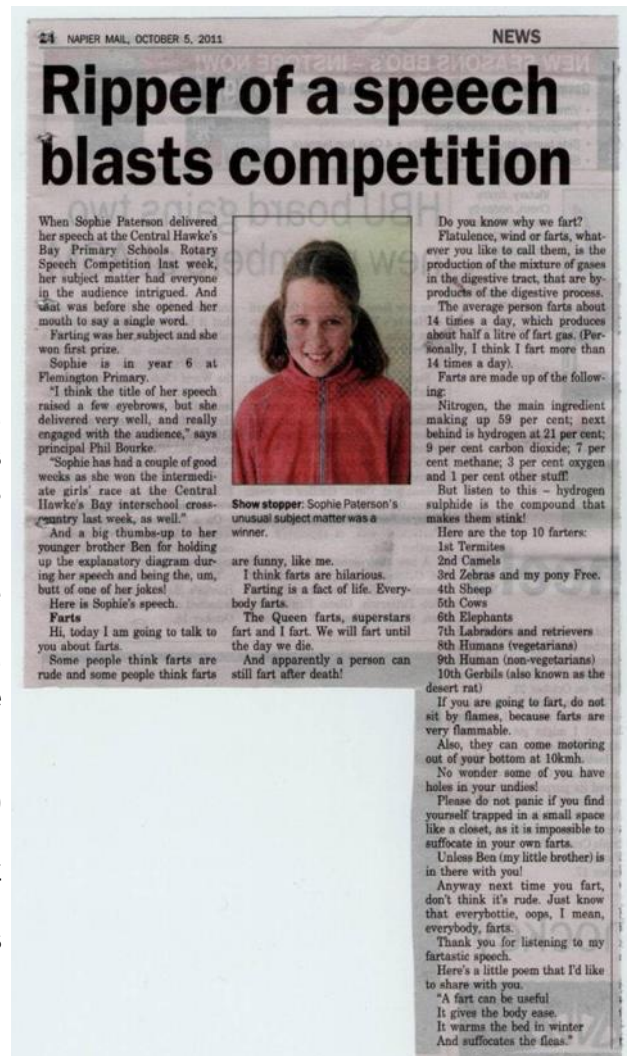 24 NAPIER MAIL, OCTOBER 5, 2011
NEWS
Ripper of a speech
blasts competition
When Sophie Paterson delivered
her speech at the Central Hawke's
Bay Primary Schools Rotary
Speech Competition last week,
her subject matter had everyone
in the audience intrigued. And
that was before she opened her
mouth to say a single word.
Farting was her subject and she
won first prize.
Sophie is in year 6 at
Flemington Primary.
"I think the title of her speech
raised a few eyebrows, but she
delivered very well, and really
engaged with the audience," says
principal Phil Bourke.
"Sophie has had a couple of good
weeks as she won the intermedi-
ate girls' race at the Central
Hawke's Bay interschool cross-
country last week, as well."
And a big thumbs-up to her
younger brother Ben for holding
up the explanatory diagram dur-
ing her speech and being the, um,
butt of one of her jokes!
Here is Sophie's speech.
Farts
Hi, today I am going to talk to
you about farts.
Some people think farts are
rude and some people think farts
Show stopper: Sophie Paterson's
unusual subject matter was a
winner.
are funny, like me.
I think farts are hilarious.
Farting is a fact of life. Every-
body farts.
The Queen farts, superstars
fart and I fart. We will fart until
the day we die.
And apparently a person can
still fart after death!
Do you know why we fart?
Flatulence, wind or farts, what-
ever you like to call them, is the
production of the mixture of gases
in the digestive tract, that are by-
products of the digestive process.
The average person farts about
14 times a day, which produces
about half a litre of fart gas. (Per-
sonally, I think I fart more than
14 times a day).
Farts are made up of the follow-
ing:
Nitrogen, the main ingredient
making up 59 per cent; next
behind is hydrogen at 21 per cent;
9 per cent carbon dioxide; 7 per
cent methane; 3 per cent oxygen
and 1 per cent other stuff!
But listen to this – hydrogen
sulphide is the compound that
makes them stink!
Here are the top 10 farters:
1st Termites
2nd Camels
3rd Zebras and my pony Free.
4th Sheep
5th Cows
6th Elephants
7th Labradors and retrievers
8th Humans (vegetarians)
9th Human (non-vegetarians)
10th Gerbils (also known as the
desert rat)
If you are going to fart, do not
sit by flames, because farts are
very flammable.
Also, they can come motoring
out of your bottom at 10kmh.
No wonder some of you have
holes in your undies!
Please do not panic if you find
yourself trapped in a small space
like a closet, as it is impossible to
suffocate in your own farts.
Unless Ben (my little brother) is
in there with you!
Anyway next time you fart,
don't think it's rude. Just know
that everybottie, oops, I mean,
everybody, farts.
Thank you for listening to my
fartastic speech.
Here's a little poem that I'd like
to share with you.
"A fart can be useful
It gives the body ease.
It warms the bed in winter
And suffocates the fleas."